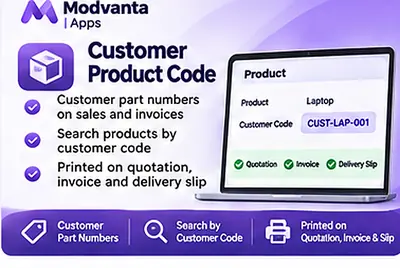 Modvanta
| Apps
Customer
Product Code
Customer part numbers
on sales and invoices
Search products by
customer code
Printed on quotation,
invoice and delivery slip
Product
Product Laptop
Customer Code CUST-LAP-001
Quotation Invoice Delivery Slip
Customer
Part Numbers
Search by
Customer Code
Printed on
Quotation, Invoice & Slip